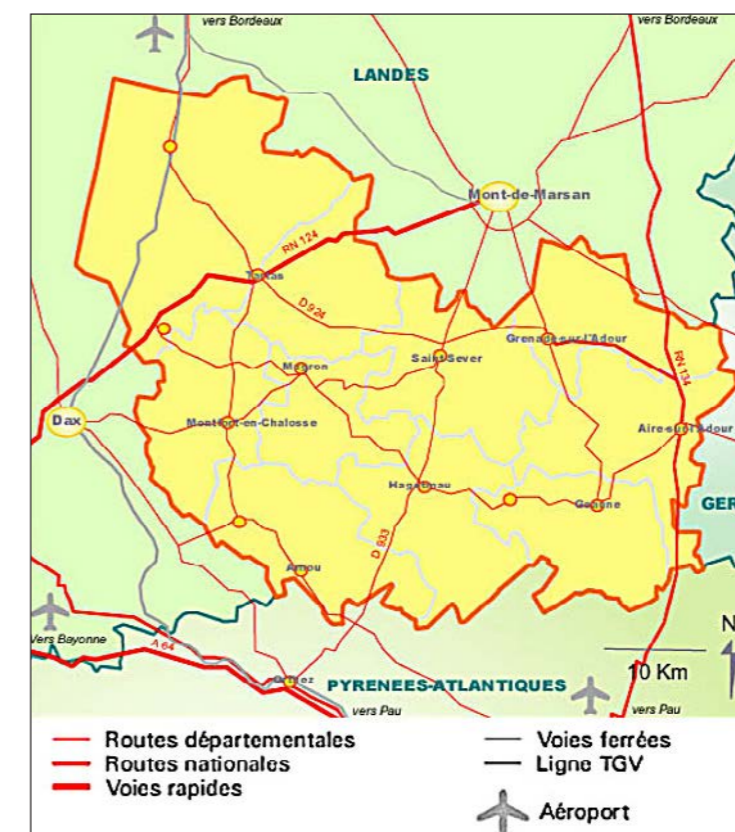 vers Bordeaux
vers Bordeaux
LANDES
Mont-de-Marsan
RN 124
Tartas
D 924
Grenade-sur-l'Adour
Saint-Sever
RN 134
Mugron
Dax
Montfort-en-Chalosse
Aire-sur-l'Adour
Hagetmau
Geaune
GER
D 933
Amou
N
Vers Bayonne
A 64
10 Km
Orthez
PYRENEES-ATLANTIQUES
vers Pau
vers Pau
Routes départementales
Voies ferrées
Routes nationales
Ligne TGV
Voies rapides
Aéroport